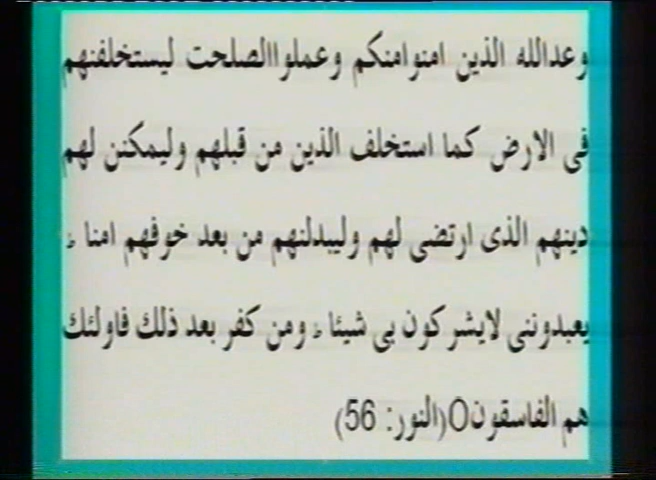 وعدالله الذين امنوامنكم وعملواالصلحت ليستخلفنهم
فى الارض كما استخلف الذين من قبلهم وليمكنن لهم
دينهم الذى ارتضى لهم وليبدلنهم من بعد خوفهم امنا ء
يعبدوننى لايشركون بى شيئا ء ومن كفر بعد ذلك فاولئك
هم الفاسقونO(النور: 56)